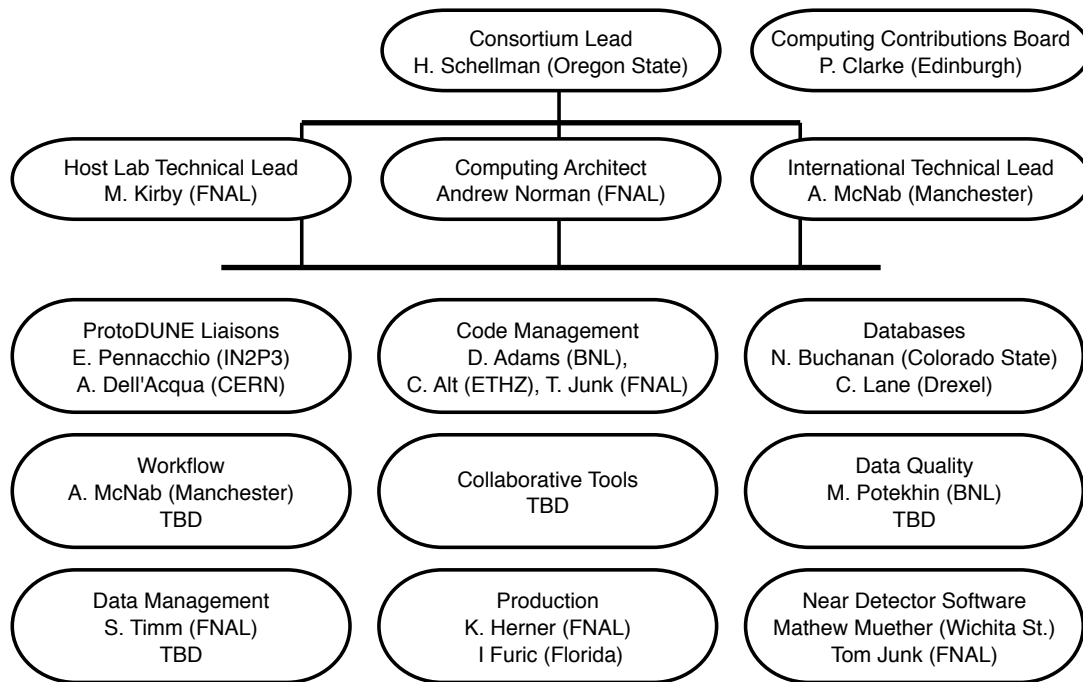 Consortium Lead
H. Schellman (Oregon State)
Computing Contributions Board
P. Clarke (Edinburgh)
Host Lab Technical Lead
M. Kirby (FNAL)
Computing Architect
Andrew Norman (FNAL)
International Technical Lead
A. McNab (Manchester)
ProtoDUNE Liaisons
E. Pennacchio (IN2P3)
A. Dell'Acqua (CERN)
Code Management
D. Adams (BNL),
C. Alt (ETHZ), T. Junk (FNAL)
Databases
N. Buchanan (Colorado State)
C. Lane (Drexel)
Workflow
A. McNab (Manchester)
TBD
Collaborative Tools
TBD
Data Quality
M. Potekhin (BNL)
TBD
Data Management
S. Timm (FNAL)
TBD
Production
K. Herner (FNAL)
I Furic (Florida)
Near Detector Software
Mathew Muether (Wichita St.)
Tom Junk (FNAL)